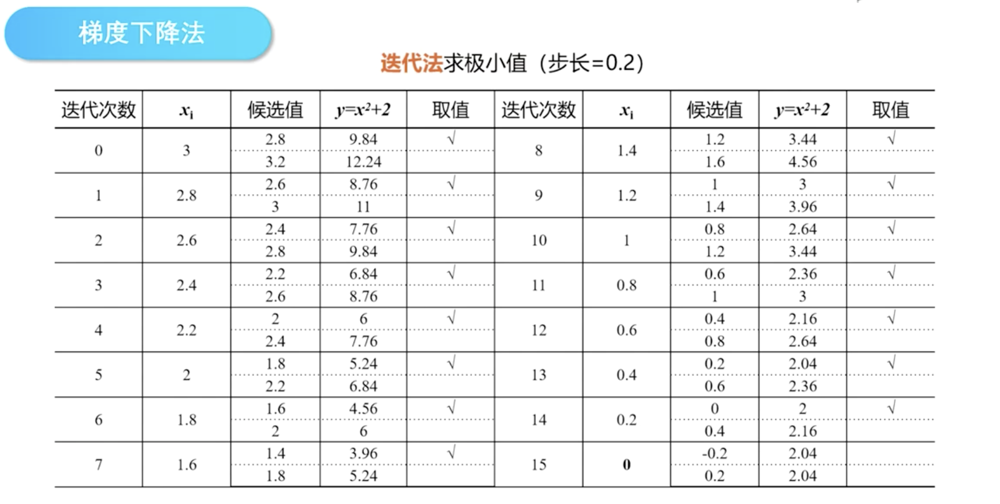 梯度下降法
迭代法求极小值（步长=0.2）
迭代次数 xi 候选值 y=x²+2 取值 迭代次数 xi 候选值 y=x²+2 取值
0 3 2.8 9.84 √ 8 1.4 1.2 3.44 √
3.2 12.24 1.6 4.56
1 2.8 2.6 8.76 √ 9 1.2 1 3 √
3 11 1.4 3.96
2 2.6 2.4 7.76 √ 10 1 0.8 2.64 √
2.8 9.84 1.2 3.44
3 2.4 2.2 6.84 √ 11 0.8 0.6 2.36 √
2.6 8.76 1 3
4 2.2 2 6 √ 12 0.6 0.4 2.16 √
2.4 7.76 0.8 2.64
5 2 1.8 5.24 √ 13 0.4 0.2 2.04 √
2.2 6.84 0.6 2.36
6 1.8 1.6 4.56 √ 14 0.2 0 2 √
2 6 0.4 2.16
7 1.6 1.4 3.96 √ 15 0 -0.2 2.04
1.8 5.24 0.2 2.04